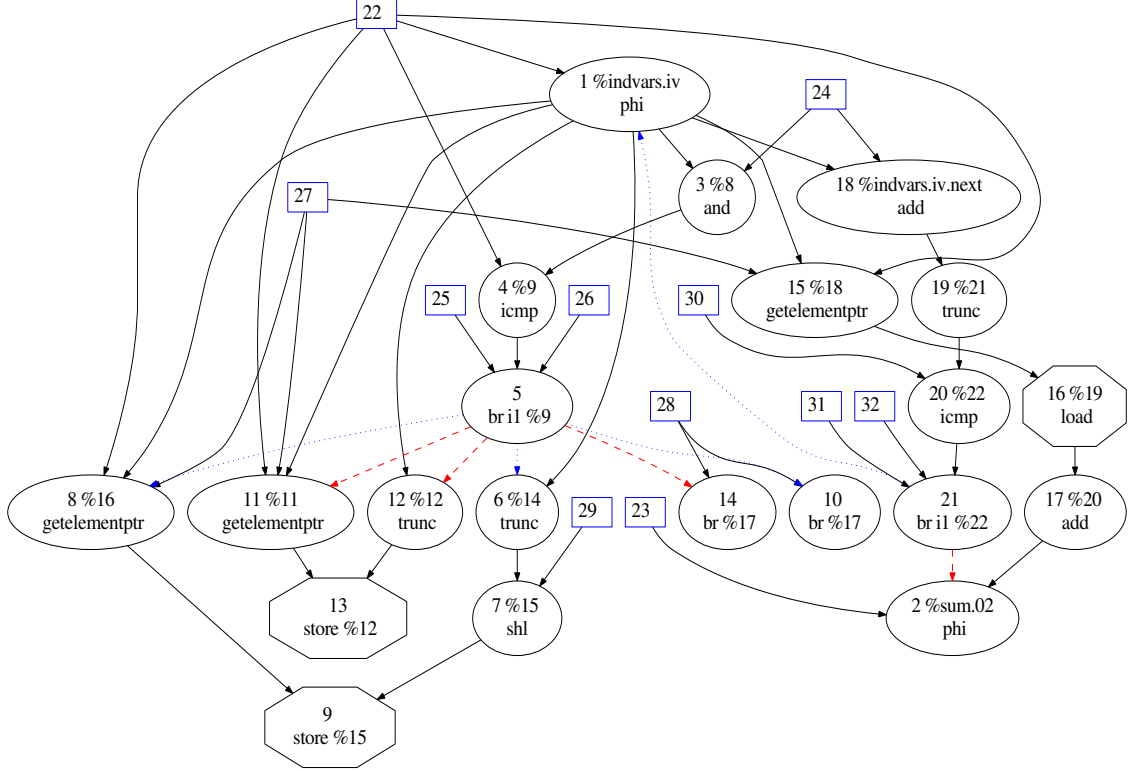 22
1 %indvars.iv
phi
24
3 %8
and
18 %indvars.iv.next
add
27
4 %9
icmp
15 %18
getelementptr
19 %21
trunc
25
26
30
5
br i1 %9
28
31
32
20 %22
icmp
16 %19
load
8 %16
getelementptr
11 %11
getelementptr
12 %12
trunc
6 %14
trunc
29
23
14
br %17
10
br %17
21
br i1 %22
17 %20
add
13
store %12
7 %15
shl
2 %sum.02
phi
9
store %15